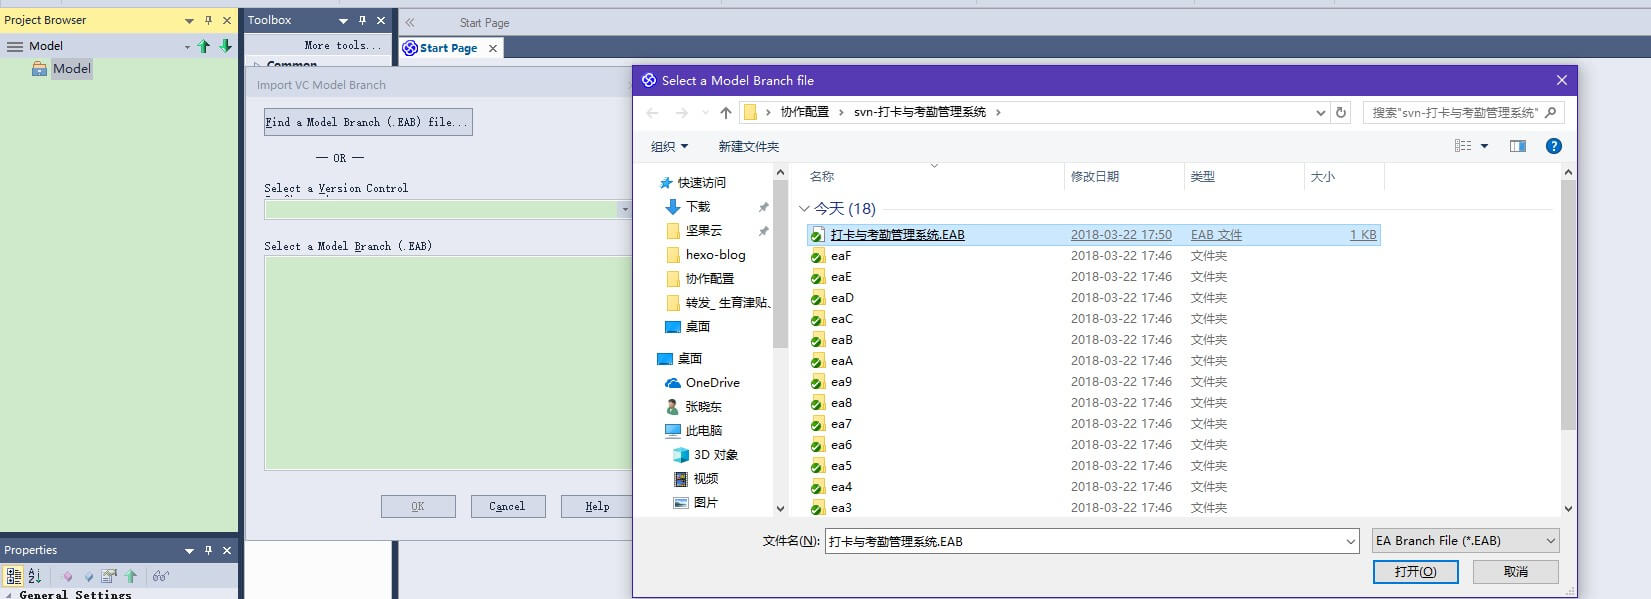 Project Browser
Toolbox
Start Page
Model
More tools...
Start Page
Model
Common
Import VC Model Branch
Select a Model Branch file
Find a Model Branch (.EAB) file...
协作配置
svn-打卡与考勤管理系统
搜索"svn-打卡与考勤管理系统"
— OR —
组织
新建文件夹
Select a Version Control
名称
修改日期
类型
大小
快速访问
下载
坚果云
hexo-blog
协作配置
转发_ 生育津贴、
桌面
桌面
OneDrive
张晓东
此电脑
3D 对象
视频
图片
今天 (18)
打卡与考勤管理系统.EAB 2018-03-22 17:50 EAB 文件 1 KB
eaF 2018-03-22 17:46 文件夹
eaE 2018-03-22 17:46 文件夹
eaD 2018-03-22 17:46 文件夹
eaC 2018-03-22 17:46 文件夹
eaB 2018-03-22 17:46 文件夹
eaA 2018-03-22 17:46 文件夹
ea9 2018-03-22 17:46 文件夹
ea8 2018-03-22 17:46 文件夹
ea7 2018-03-22 17:46 文件夹
ea6 2018-03-22 17:46 文件夹
ea5 2018-03-22 17:46 文件夹
ea4 2018-03-22 17:46 文件夹
ea3 2018-03-22 17:46 文件夹
Select a Model Branch (.EAB)
OK
Cancel
Help
文件名(N):
打卡与考勤管理系统.EAB
EA Branch File (*.EAB)
打开(O)
取消
Properties
General Settings